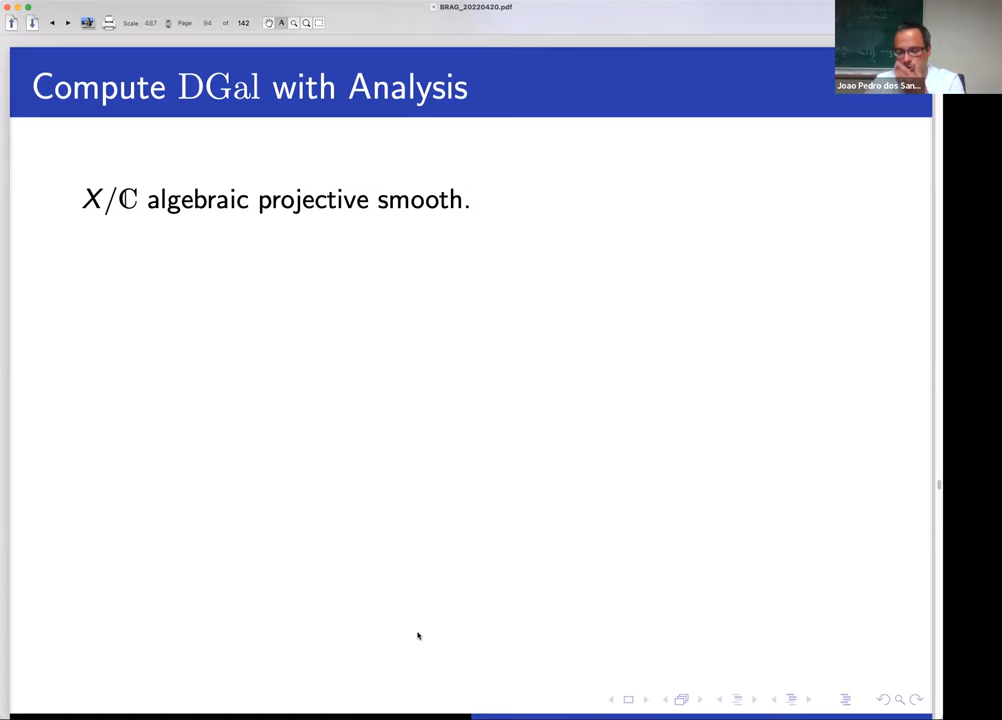 BRAG_20220420.pdf
Scale 487 Page 94 of 142
Joao Pedro dos San...
Compute DGal with Analysis
X/ℂ algebraic projective smooth.